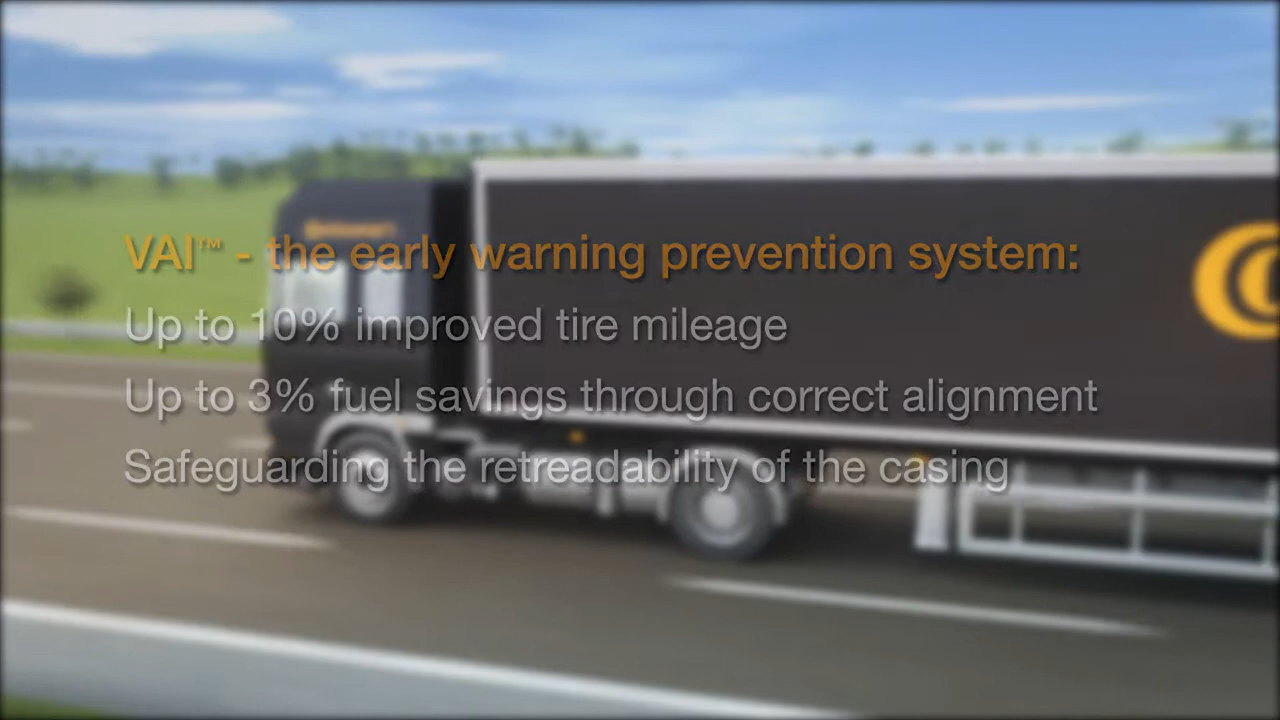 VAI™ - the early warning prevention system:
Up to 10% improved tire mileage
Up to 3% fuel savings through correct alignment
Safeguarding the retreadability of the casing